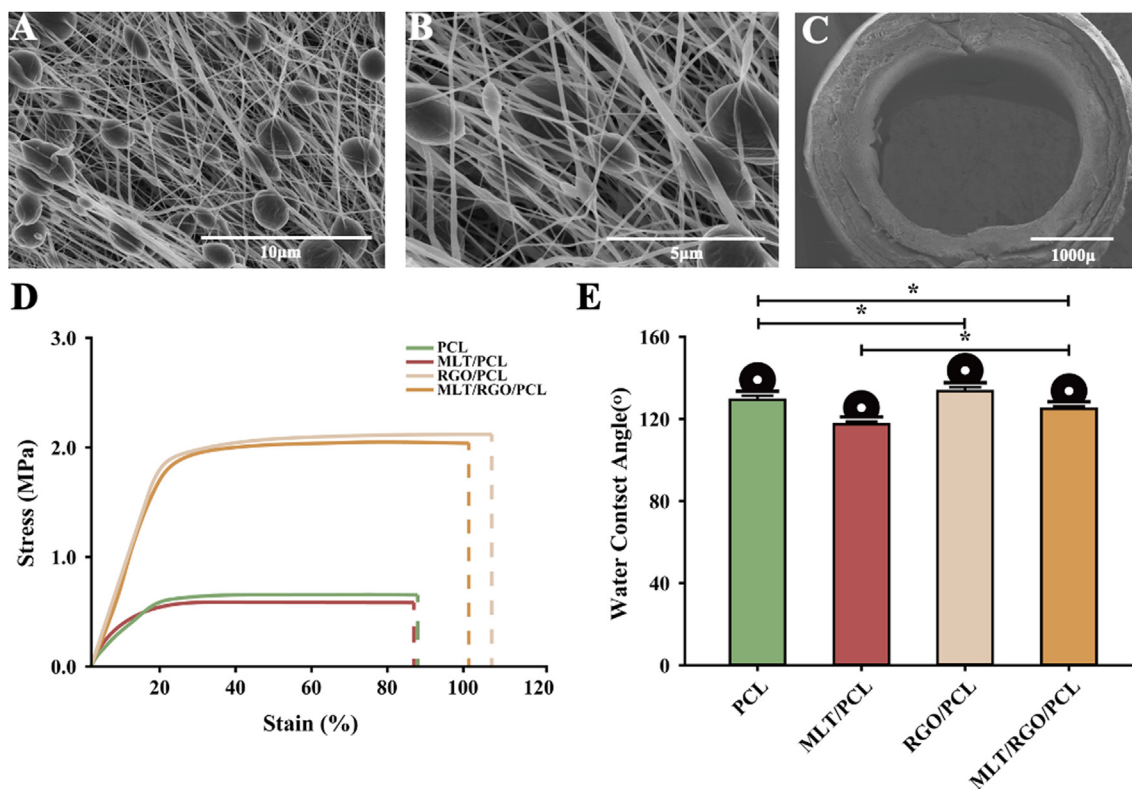 A
10μm
B
5μm
C
1000μ
D
3.0
2.0
1.0
0.0
Stress (MPa)
PCL
MLT/PCL
RGO/PCL
MLT/RGO/PCL
20
40
60
80
100
120
Stain (%)
E
*
*
*
160
120
80
40
0
Water Contsct Angle(o)
PCL
MLT/PCL
RGO/PCL
MLT/RGO/PCL